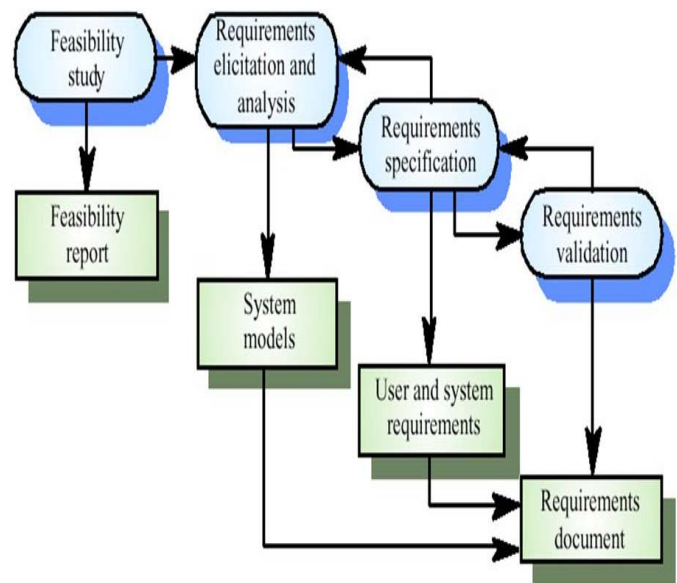 Feasibility
study
Requirements
elicitation and
analysis
Requirements
specification
Requirements
validation
Feasibility
report
System
models
User and system
requirements
Requirements
document